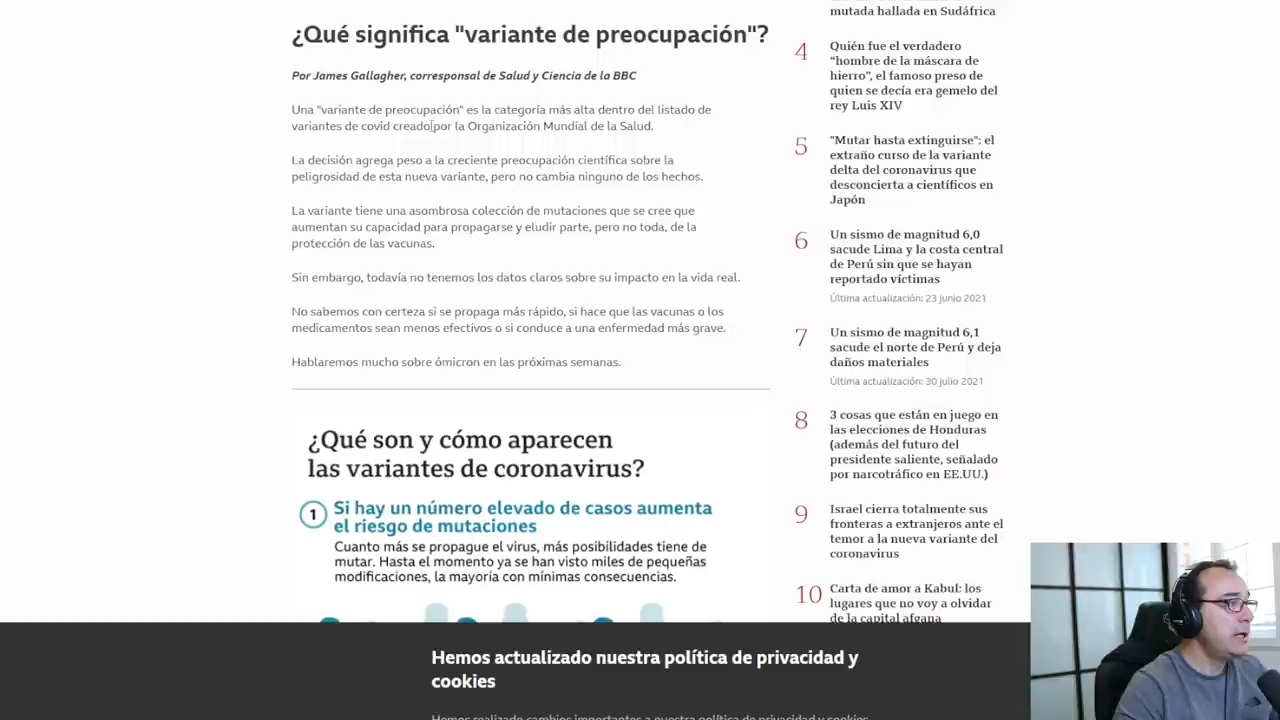 ¿Qué significa "variante de preocupación"?
Por James Gallagher, corresponsal de Salud y Ciencia de la BBC
Una "variante de preocupación" es la categoría más alta dentro del listado de
variantes de covid creado por la Organización Mundial de la Salud.
La decisión agrega peso a la creciente preocupación científica sobre la
peligrosidad de esta nueva variante, pero no cambia ninguno de los hechos.
La variante tiene una asombrosa colección de mutaciones que se cree que
aumentan su capacidad para propagarse y eludir parte, pero no toda, de la
protección de las vacunas.
Sin embargo, todavía no tenemos los datos claros sobre su impacto en la vida real.
No sabemos con certeza si se propaga más rápido, si hace que las vacunas o los
medicamentos sean menos efectivos o si conduce a una enfermedad más grave.
Hablaremos mucho sobre ómicron en las próximas semanas.
¿Qué son y cómo aparecen
las variantes de coronavirus?
1
Si hay un número elevado de casos aumenta
el riesgo de mutaciones
Cuanto más se propague el virus, más posibilidades tiene de
mutar. Hasta el momento ya se han visto miles de pequeñas
modificaciones, la mayoría con mínimas consecuencias.
mutada hallada en Sudáfrica
4
Quién fue el verdadero
“hombre de la máscara de
hierro”, el famoso preso de
quien se decía era gemelo del
rey Luis XIV
5
"Mutar hasta extinguirse": el
extraño curso de la variante
delta del coronavirus que
desconcierta a científicos en
Japón
6
Un sismo de magnitud 6,0
sacude Lima y la costa central
de Perú sin que se hayan
reportado víctimas
Última actualización: 23 junio 2021
7
Un sismo de magnitud 6,1
sacude el norte de Perú y deja
daños materiales
Última actualización: 30 julio 2021
8
3 cosas que están en juego en
las elecciones de Honduras
(además del futuro del
presidente saliente, señalado
por narcotráfico en EE.UU.)
9
Israel cierra totalmente sus
fronteras a extranjeros ante el
temor a la nueva variante del
coronavirus
10
Carta de amor a Kabul: los
lugares que no voy a olvidar
de la capital afgana
Hemos actualizado nuestra política de privacidad y
cookies
Hemos realizado cambios importantes a nuestra política de privacidad y cookies